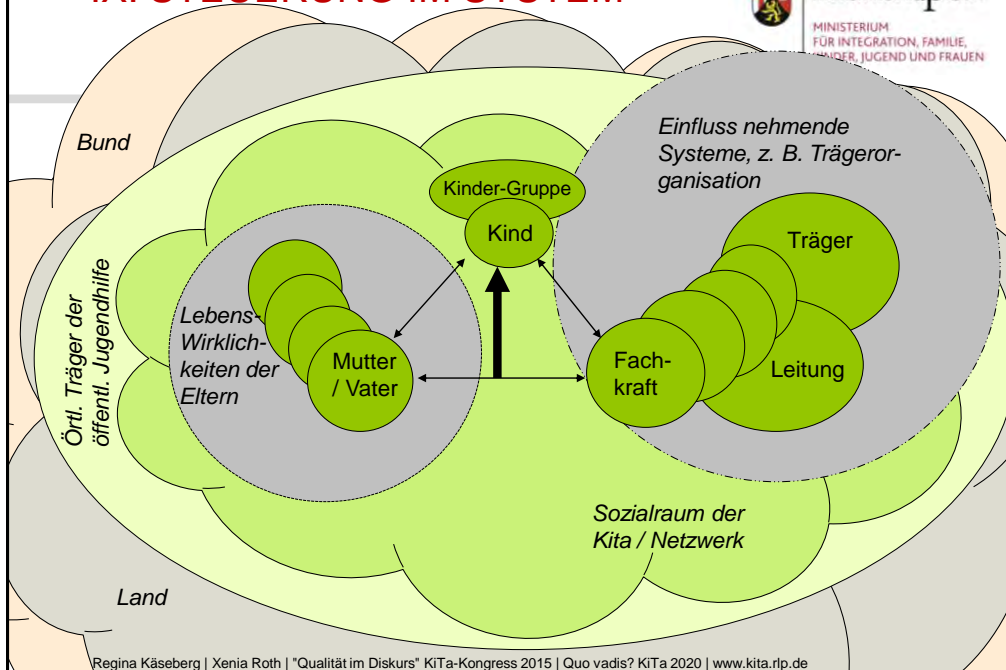 MINISTERIUM
FÜR INTEGRATION, FAMILIE,
KINDER, JUGEND UND FRAUEN
Bund
Einfluss nehmende
Systeme, z. B. Trägeror-
ganisation
Kinder-Gruppe
Kind
Träger
Örtl. Träger der
öffentl. Jugendhilfe
Lebens-
Wirklich-
keiten der
Eltern
Mutter
/ Vater
Fach-
kraft
Leitung
Sozialraum der
Kita / Netzwerk
Land
Regina Käseberg | Xenia Roth | "Qualität im Diskurs" KiTa-Kongress 2015 | Quo vadis? KiTa 2020 | www.kita.rlp.de